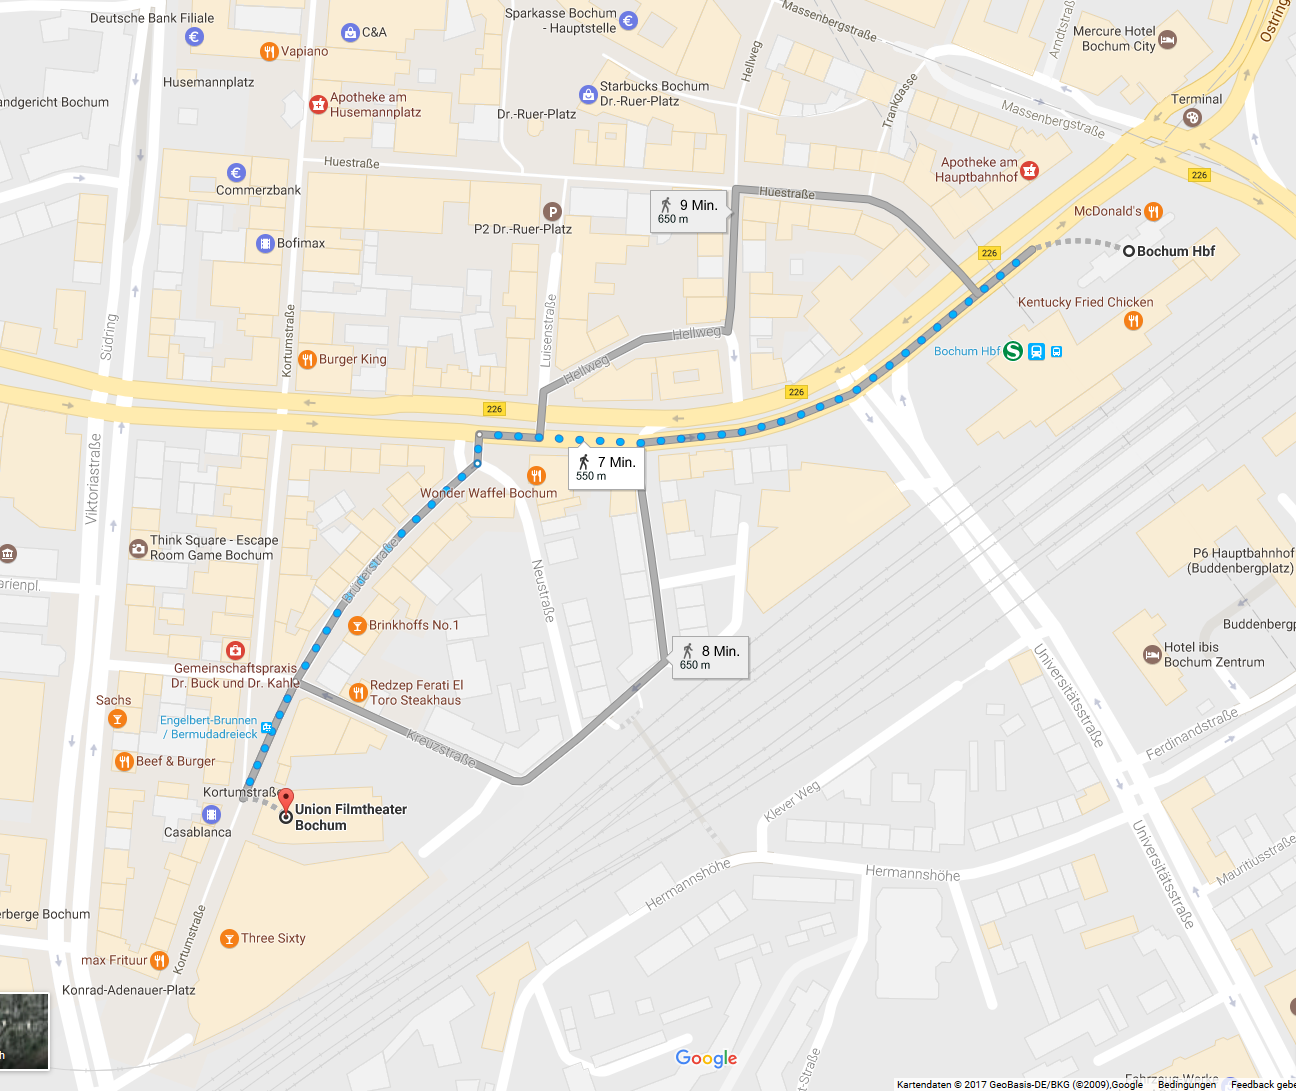 Deutsche Bank Filiale
C&A
Vapiano
Sparkasse Bochum
- Hauptstelle
Massenbergstraße
Hellweg
Mercure Hotel
Bochum City
Ostring
Husemannplatz
andgericht Bochum
Apotheke am
Husemannplatz
Starbucks Bochum
Dr.-Ruer-Platz
Dr.-Ruer-Platz
Trankgasse
Massenbergstraße
Terminal
Huestraße
Commerzbank
Apotheke am
Hauptbahnhof
226
Huestraße
9 Min.
650 m
P
P2 Dr.-Ruer-Platz
McDonald's
Bofimax
226
Bochum Hbf
Südring
Kortumstraße
Luisenstraße
Kentucky Fried Chicken
Hellweg
Hellweg
Burger King
Bochum Hbf
S
226
226
7 Min.
550 m
Viktoriastraße
Wonder Waffel Bochum
Think Square - Escape
Room Game Bochum
Brüderstraße
Neustraße
P6 Hauptbahnhof
(Buddenbergplatz)
arienpl.
Brinkhoffs No.1
Buddenbergp
8 Min.
650 m
Hotel ibis
Bochum Zentrum
Gemeinschaftspraxis
Dr. Buck und Dr. Kahle
Redzep Ferati El
Toro Steakhaus
Sachs
Engelbert-Brunnen
/ Bermudadreieck
Kreuzstraße
Universitätsstraße
Ferdinandstraße
Beef & Burger
Kortumstraße
Union Filmtheater
Bochum
Casablanca
Klever Weg
Universitätsstraße
Mauritiusstraße
Hermannshöhe
Hermannshöhe
erberge Bochum
Kortumstraße
Three Sixty
max Frituur
Konrad-Adenauer-Platz
h
Google
t-Straße
Kartendaten © 2017 GeoBasis-DE/BKG (©2009),Google Bedingungen Feedback gebe